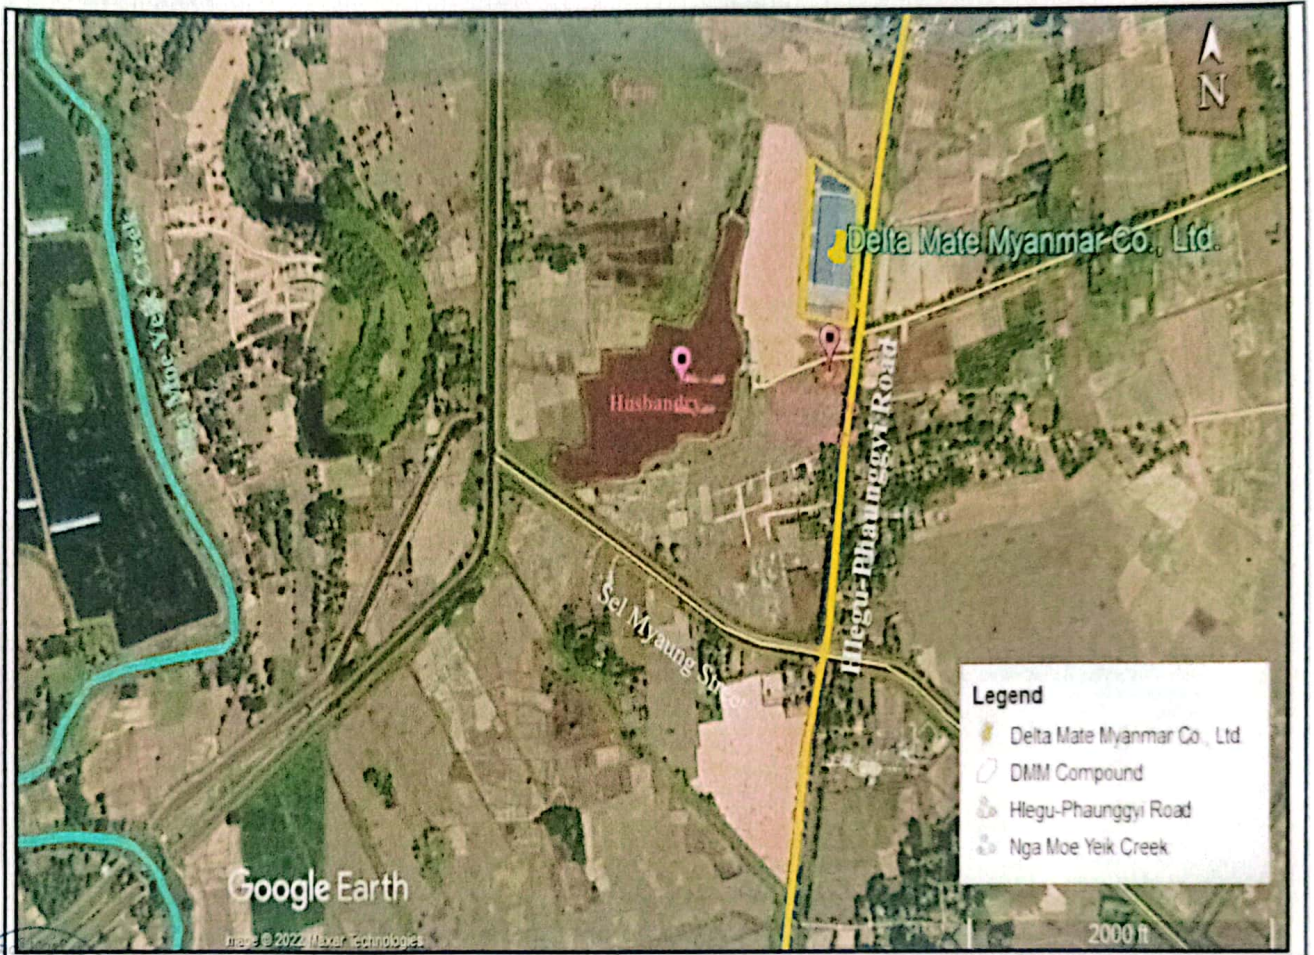 Farm
N
Delta Mate Myanmar Co., Ltd.
Husbandry
Hlegu-Phaunggyi Road
Sel Myaung
Legend
Delta Mate Myanmar Co., Ltd
DMM Compound
Hlegu-Phaunggyi Road
Nga Moe Yeik Creek
Google Earth
Image © 2022 Maxar Technologies
2000 ft